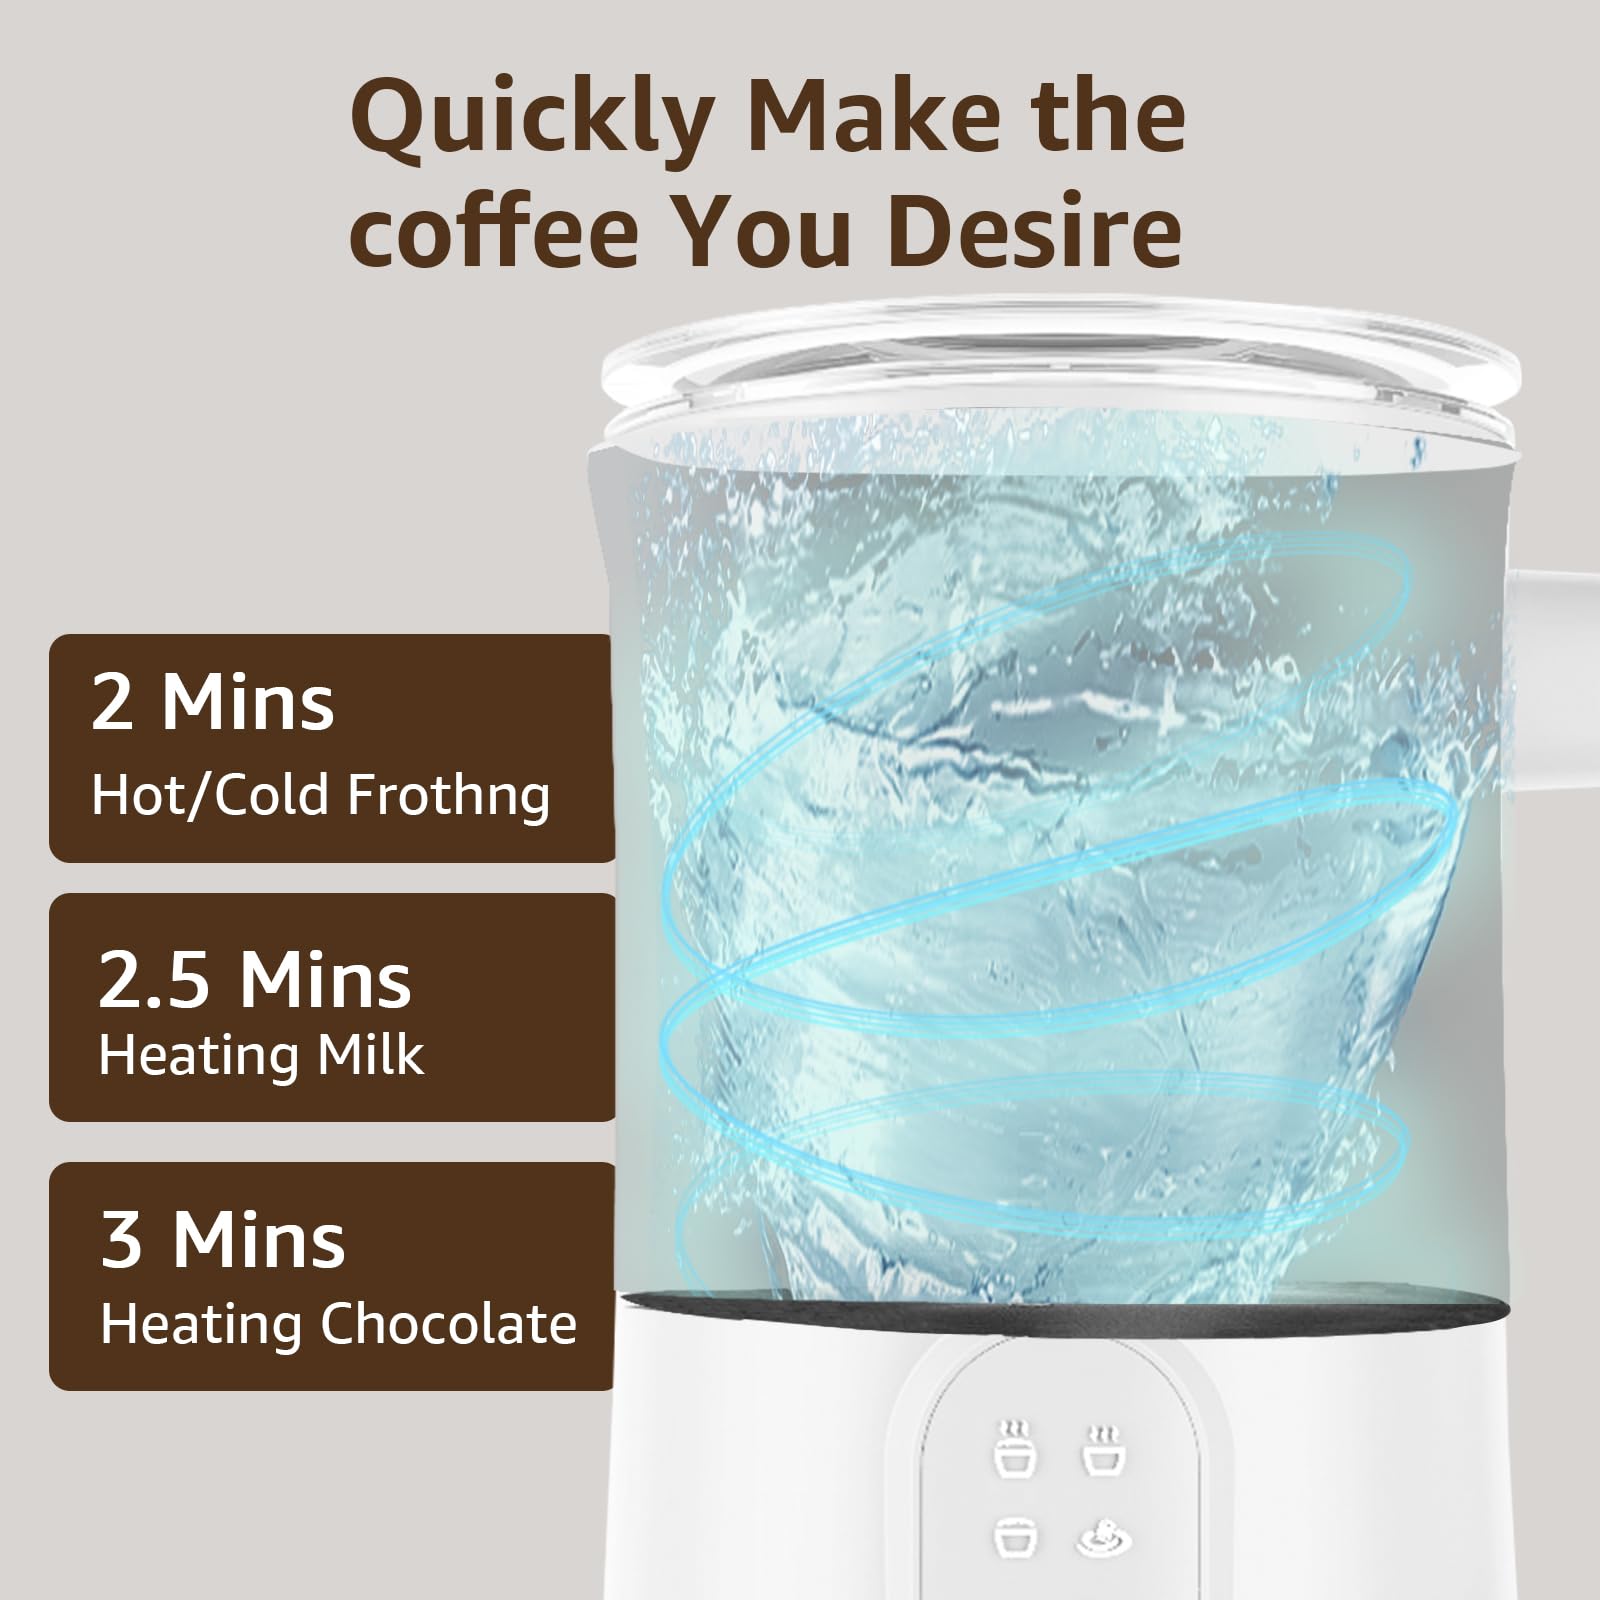 Quickly Make the
coffee You Desire
2 Mins
Hot/Cold Frothng
2.5 Mins
Heating Milk
3 Mins
Heating Chocolate